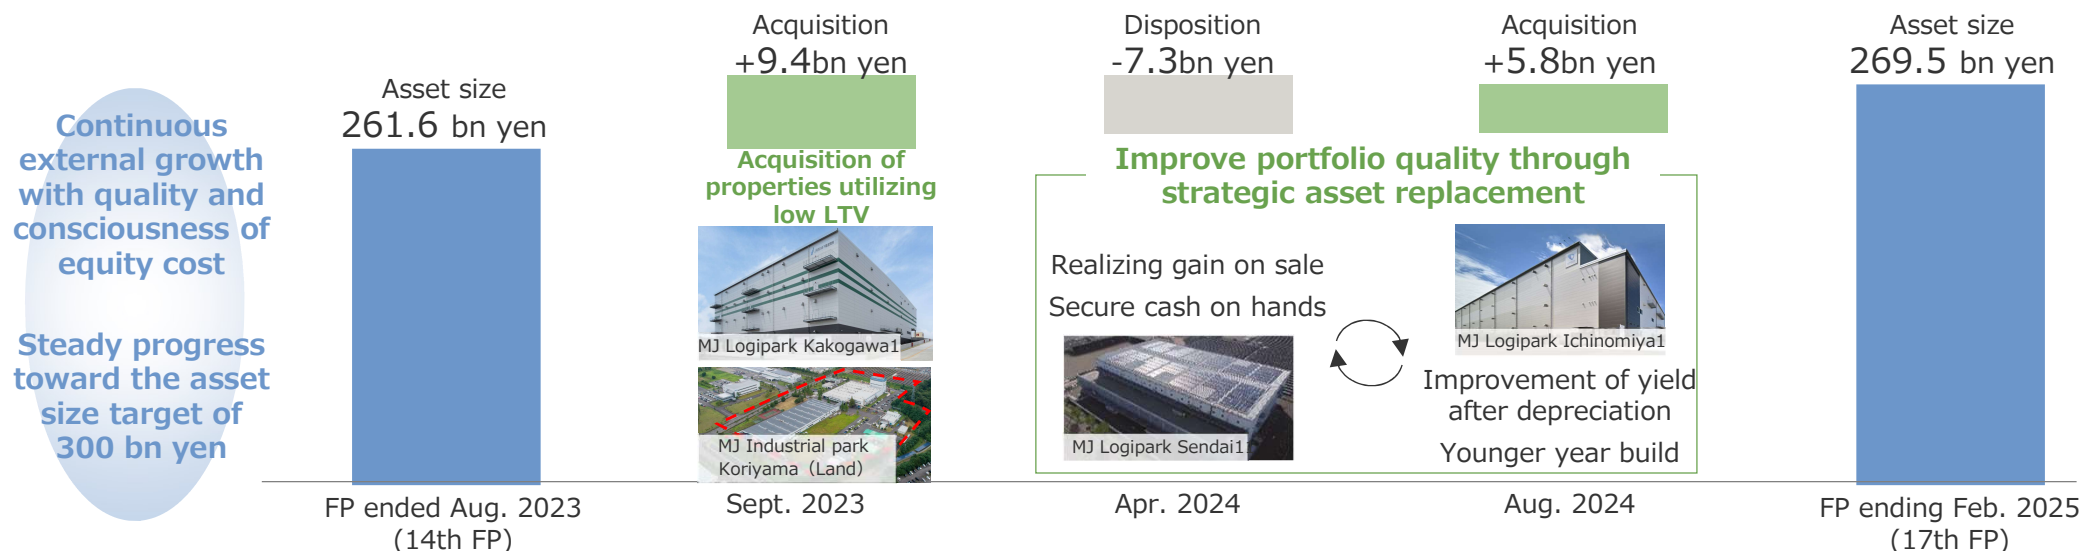 Continuous
external growth
with quality and
consciousness of
equity cost
Steady progress
toward the asset
size target of
300 bn yen
Asset size
261.6 bn yen
FP ended Aug. 2023
(14th FP)
Acquisition
+9.4bn yen
Acquisition of
properties utilizing
low LTV
MJ Logipark Kakogawa1
MJ Industrial park
Koriyama（Land）
Sept. 2023
Disposition
-7.3bn yen
Acquisition
+5.8bn yen
Improve portfolio quality through
strategic asset replacement
Realizing gain on sale
Secure cash on hands
MJ Logipark Sendai1
Apr. 2024
MJ Logipark Ichinomiya1
Improvement of yield
after depreciation
Younger year build
Aug. 2024
Asset size
269.5 bn yen
FP ending Feb. 2025
(17th FP)